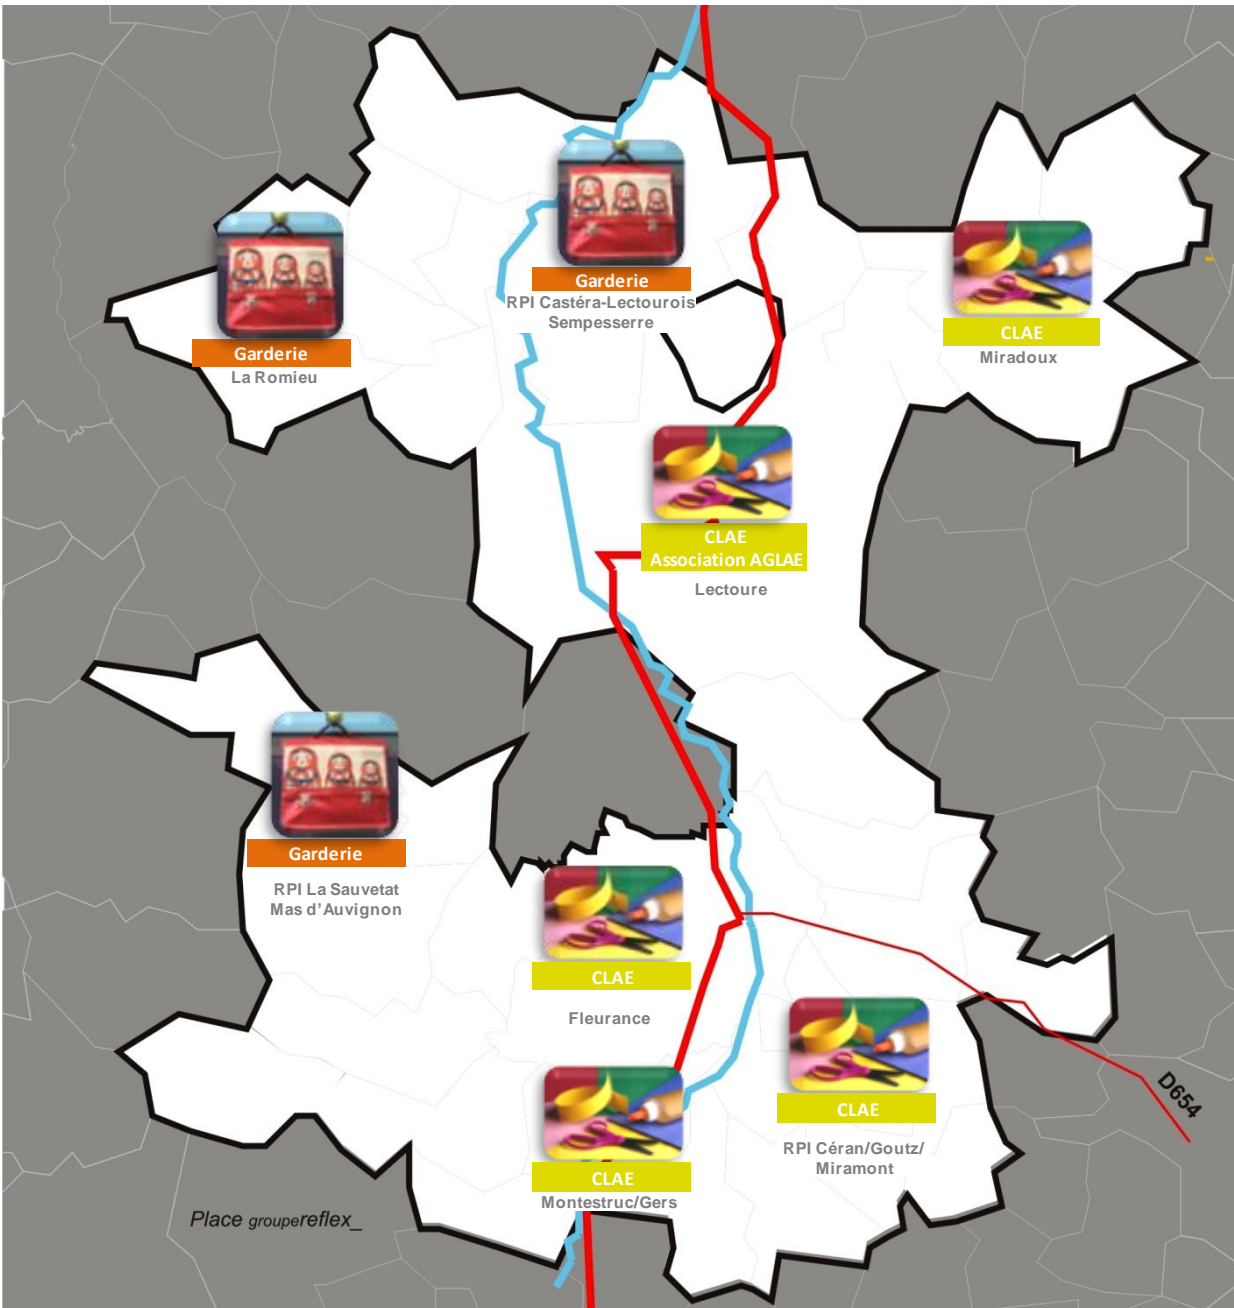 Garderie
RPI Castéra-Lectourois
Sempesserre
Garderie
La Romieu
CLAE
Miradoux
CLAE
Association AGLAE
Lectoure
Garderie
RPI La Sauvetat
Mas d'Auvignon
CLAE
Fleurance
CLAE
RPI Céran/Goutz/
Miramont
D654
CLAE
Montestruc/Gers
Place groupereflex_